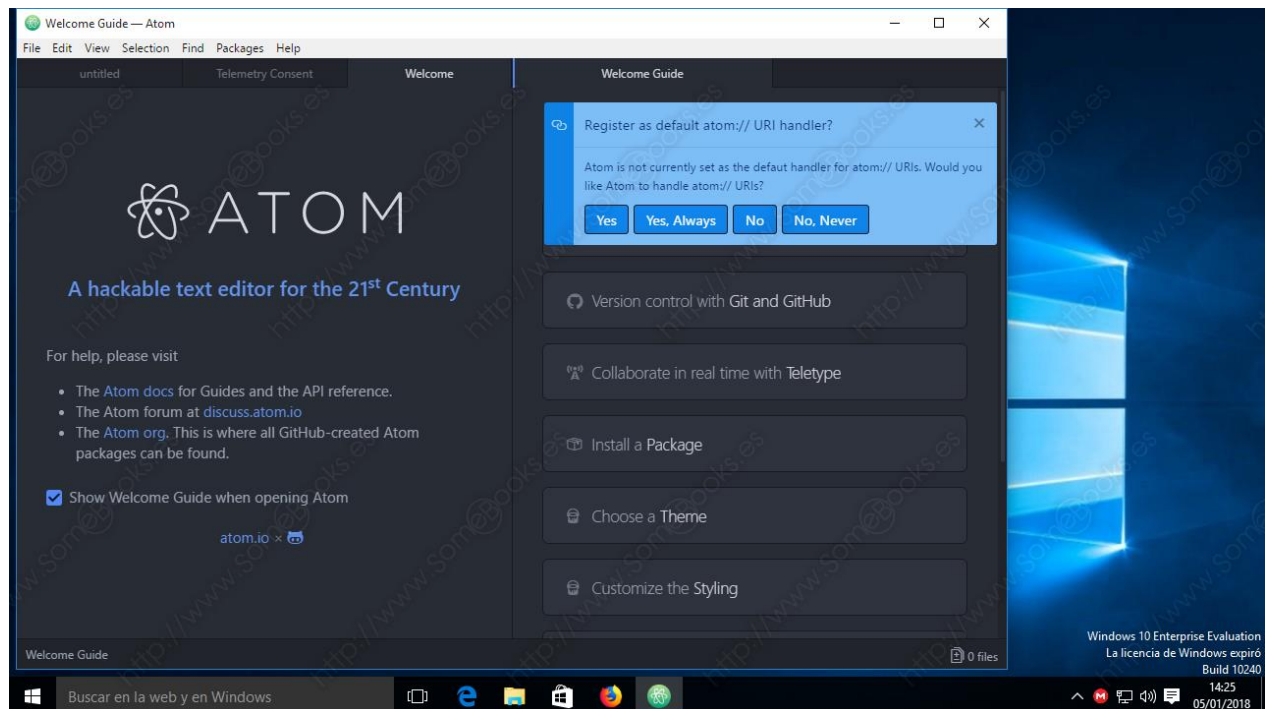 Welcome Guide — Atom
File Edit View Selection Find Packages Help
untitled Telemetry Consent Welcome Welcome Guide
Register as default atom:// URI handler?
Atom is not currently set as the defaut handler for atom:// URIs. Would you
like Atom to handle atom:// URIs?
Yes Yes, Always No No, Never
ATOM
A hackable text editor for the 21st Century
For help, please visit
The Atom docs for Guides and the API reference.
The Atom forum at discuss.atom.io
The Atom org. This is where all GitHub-created Atom
packages can be found.
Show Welcome Guide when opening Atom
atom.io ×
Version control with Git and GitHub
Collaborate in real time with Teletype
Install a Package
Choose a Theme
Customize the Styling
Welcome Guide
0 files
Windows 10 Enterprise Evaluation
La licencia de Windows expiró
Build 10240
Buscar en la web y en Windows
14:25
05/01/2018
http://www.SomeBooks.es